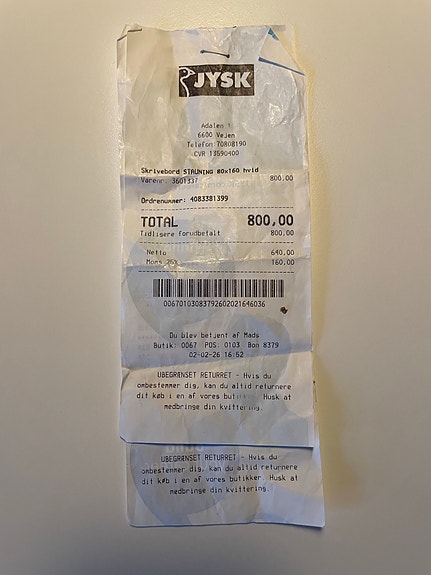 JYSK
Ådalen 1
6600 Vejen
Telefon 70808190
CVR 13590400
Skrivebord STAUNING 80x160 hvid
Varenr. 3601337 800,00
Ordrenummer: 4083381399
TOTAL 800,00
Tidligere forudbetalt 800,00
Netto 640,00
Moms 25% 160,00
0067010308379260202164603​6
Du blev betjent af Mads
Butik: 0067 POS: 0103 Bon 8379
02-02-26 16:52
UBEGRÆNSET RETURRET - Hvis du
ombestemmer dig, kan du altid returnere
dit køb i en af vores butikker. Husk at
medbringe din kvittering.
UBEGRÆNSET RETURRET - Hvis du
ombestemmer dig, kan du altid returnere
dit køb i en af vores butikker. Husk at
medbringe din kvittering.